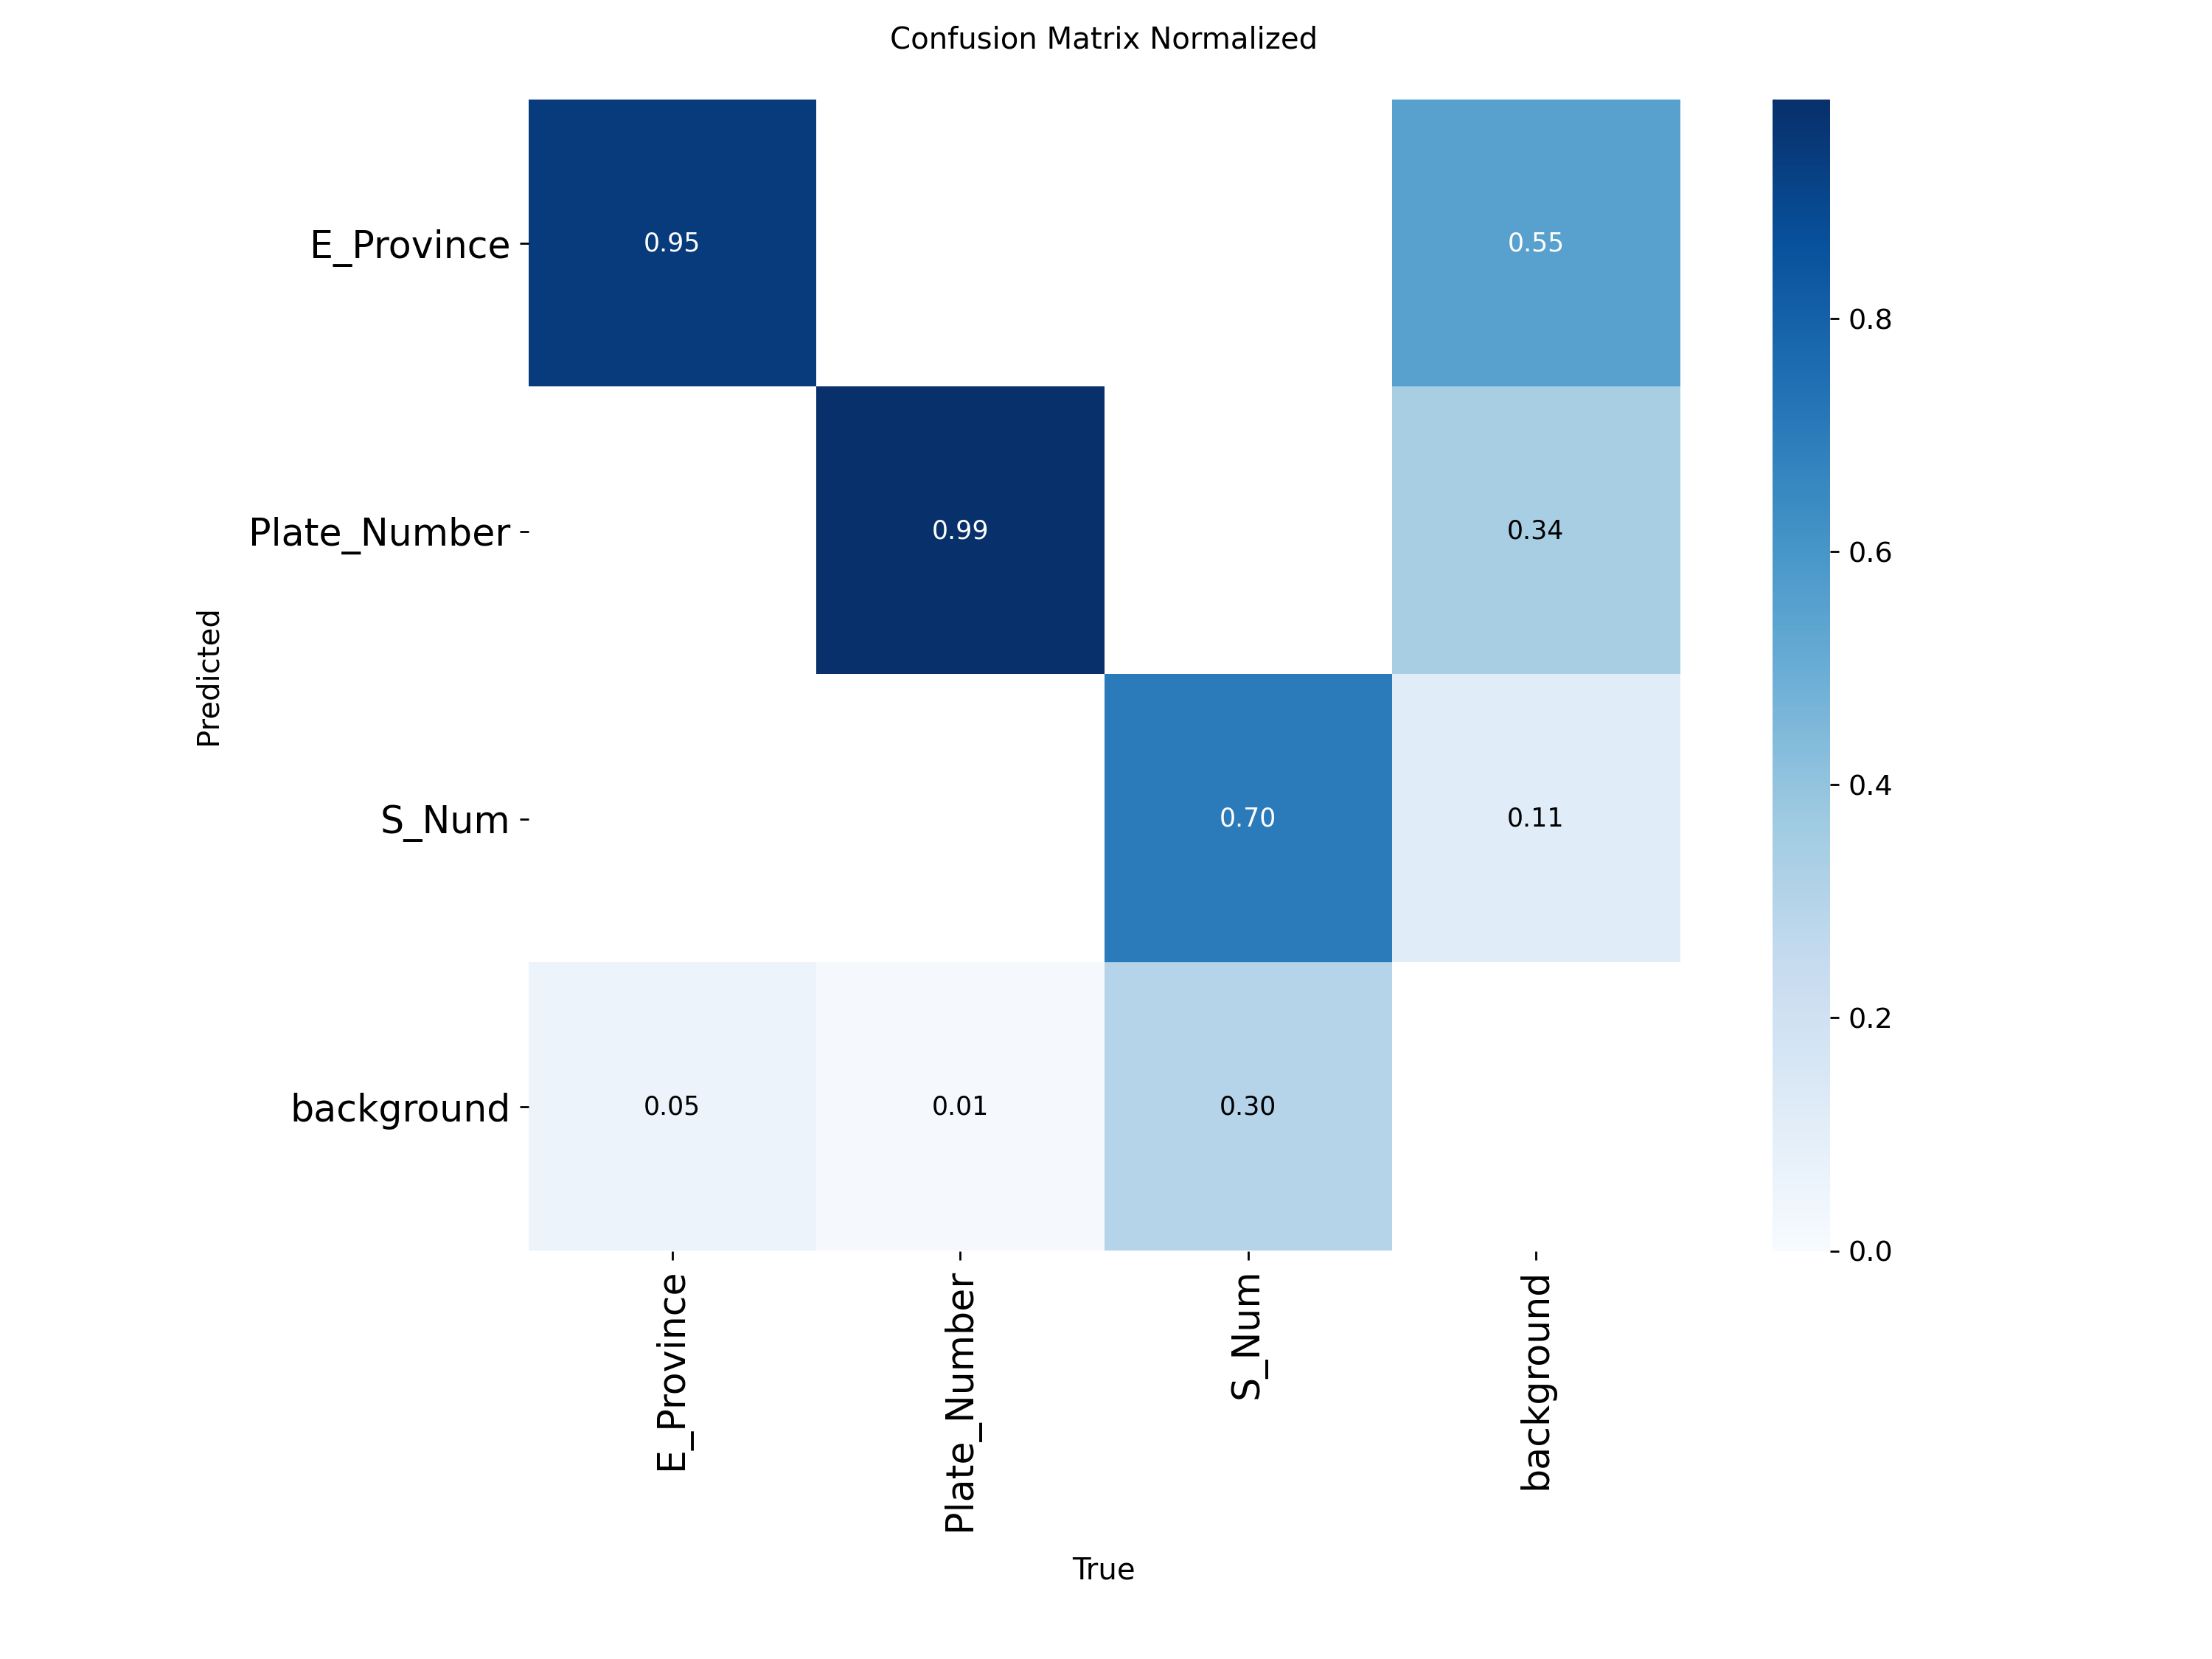 Confusion Matrix Normalized
E_Province
0.95
0.55
0.8
Plate_Number
0.99
0.34
0.6
Predicted
S_Num
0.70
0.11
0.4
background
0.05
0.01
0.30
0.2
0.0
E_Province
Plate_Number
S_Num
background
True